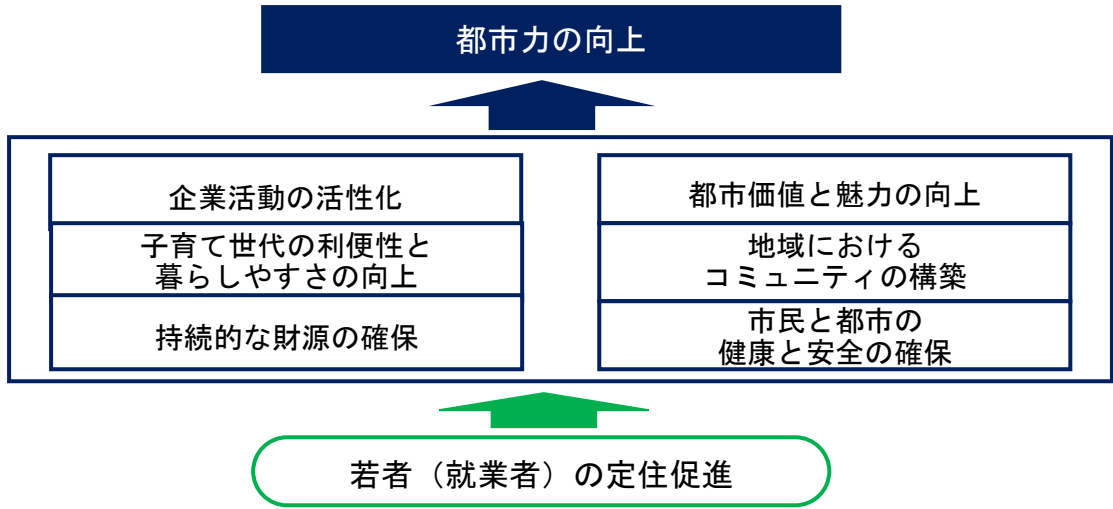 都市力の向上
企業活動の活性化
子育て世代の利便性と
暮らしやすさの向上
持続的な財源の確保
都市価値と魅力の向上
地域における
コミュニティの構築
市民と都市の
健康と安全の確保
若者（就業者）の定住促進